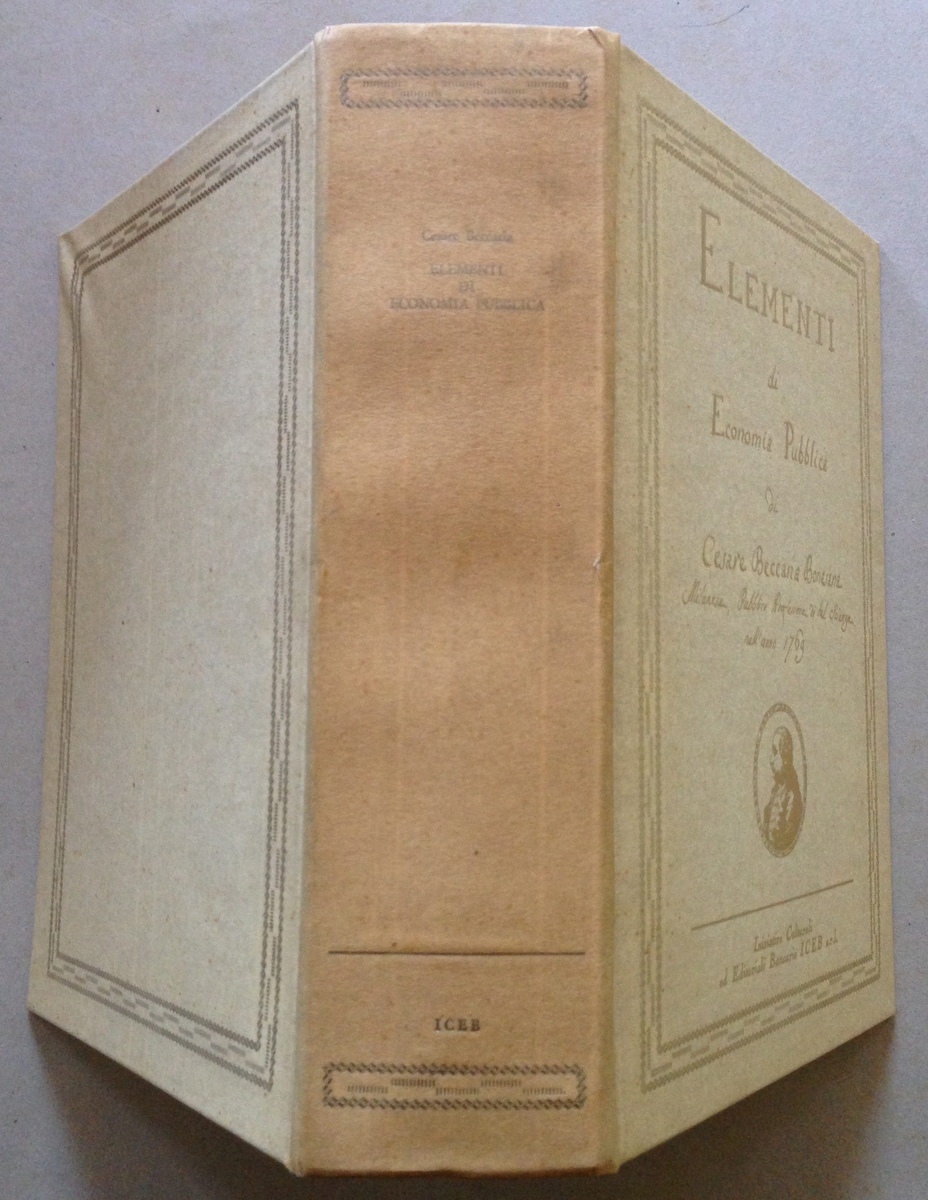 Cesare Beccaria
ELEMENTI
DI
ECONOMIA PUBBLICA
ICEB
ELEMENTI
di
Economia Pubblica
di
Cesare Beccaria Bonesana
Milanese, Pubblico Professore di tal Scienza
nell'anno 1769
Iniziative Culturali
ed Editoriali Bancarie ICEB s.r.l.